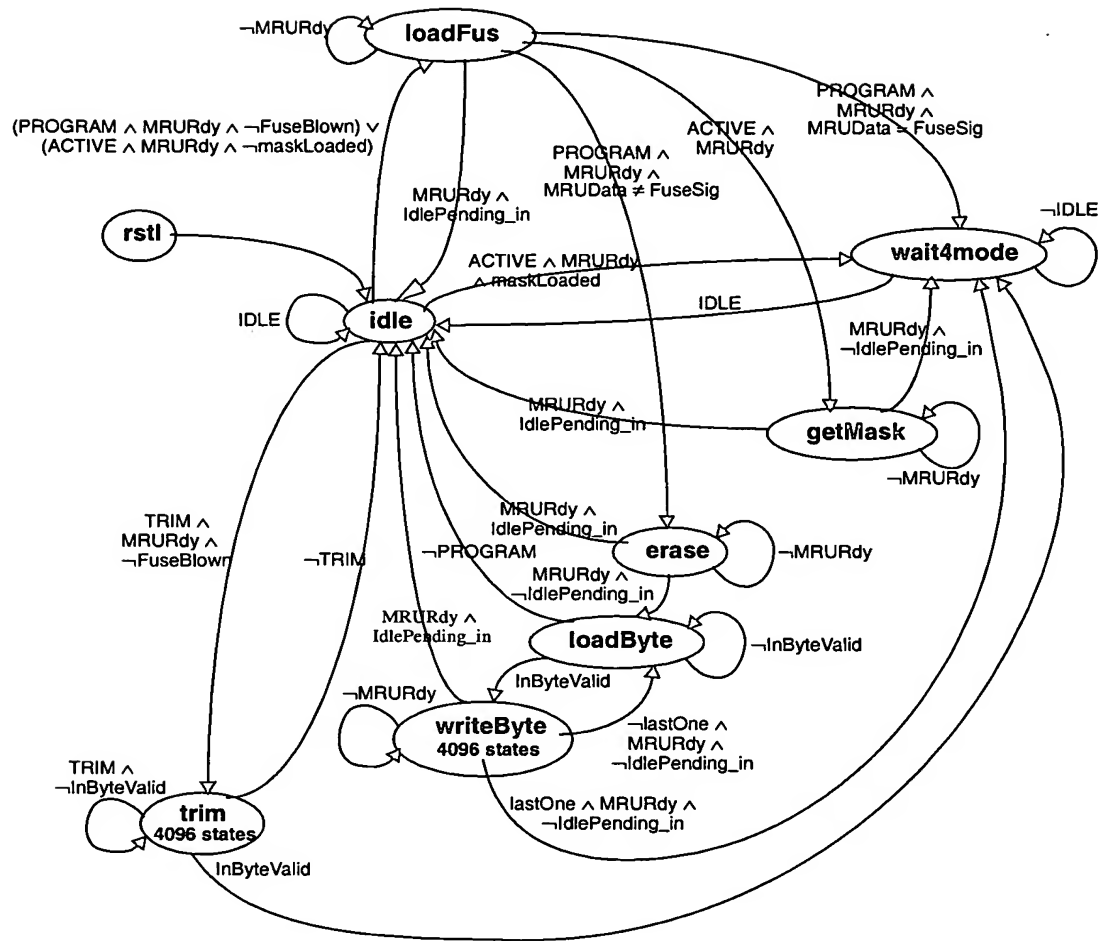 ¬MRURdy
loadFus
(PROGRAM ∧ MRURdy ∧ ¬FuseBlown) ∨
(ACTIVE ∧ MRURdy ∧ ¬maskLoaded)
MRURdy ∧
IdlePending_in
PROGRAM ∧
MRURdy ∧
MRUData ≠ FuseSig
ACTIVE ∧
MRURdy
PROGRAM ∧
MRURdy ∧
MRUData = FuseSig
rstl
¬IDLE
wait4mode
ACTIVE ∧ MRURdy
∧ maskLoaded
IDLE
IDLE
idle
MRURdy ∧
¬IdlePending_in
MRURdy ∧
IdlePending_in
getMask
¬MRURdy
TRIM ∧
MRURdy ∧
¬FuseBlown
¬TRIM
MRURdy ∧
IdlePending_in
¬PROGRAM
erase
¬MRURdy
MRURdy ∧
¬IdlePending_in
MRURdy ∧
IdlePending_in
loadByte
¬InByteValid
InByteValid
¬MRURdy
writeByte
4096 states
¬lastOne ∧
MRURdy ∧
¬IdlePending_in
TRIM ∧
¬InByteValid
trim
4096 states
lastOne ∧ MRURdy ∧
¬IdlePending_in
InByteValid